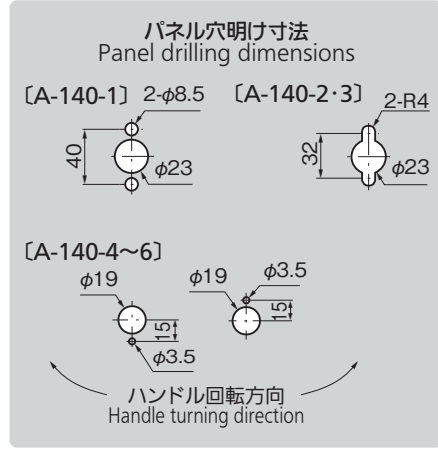 パネル穴明け寸法
Panel drilling dimensions
〔A-140-1〕 2-φ8.5
40
φ23
〔A-140-2･3〕
2-R4
32
φ23
〔A-140-4〜6〕
φ19
15
φ3.5
φ19
φ3.5
15
ハンドル回転方向
Handle turning direction